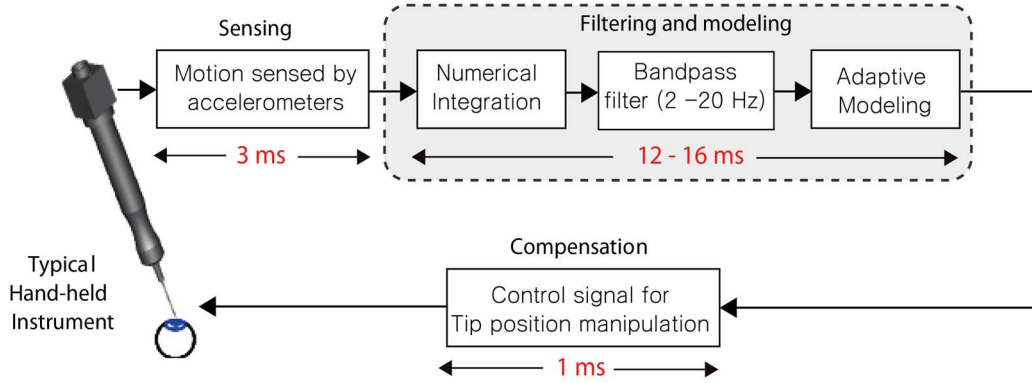 Sensing
Filtering and modeling
Motion sensed by
accelerometers
Numerical
Integration
Bandpass
filter (2 –20 Hz)
Adaptive
Modeling
3 ms
12 - 16 ms
Typical
Hand-held
Instrument
Compensation
Control signal for
Tip position manipulation
1 ms